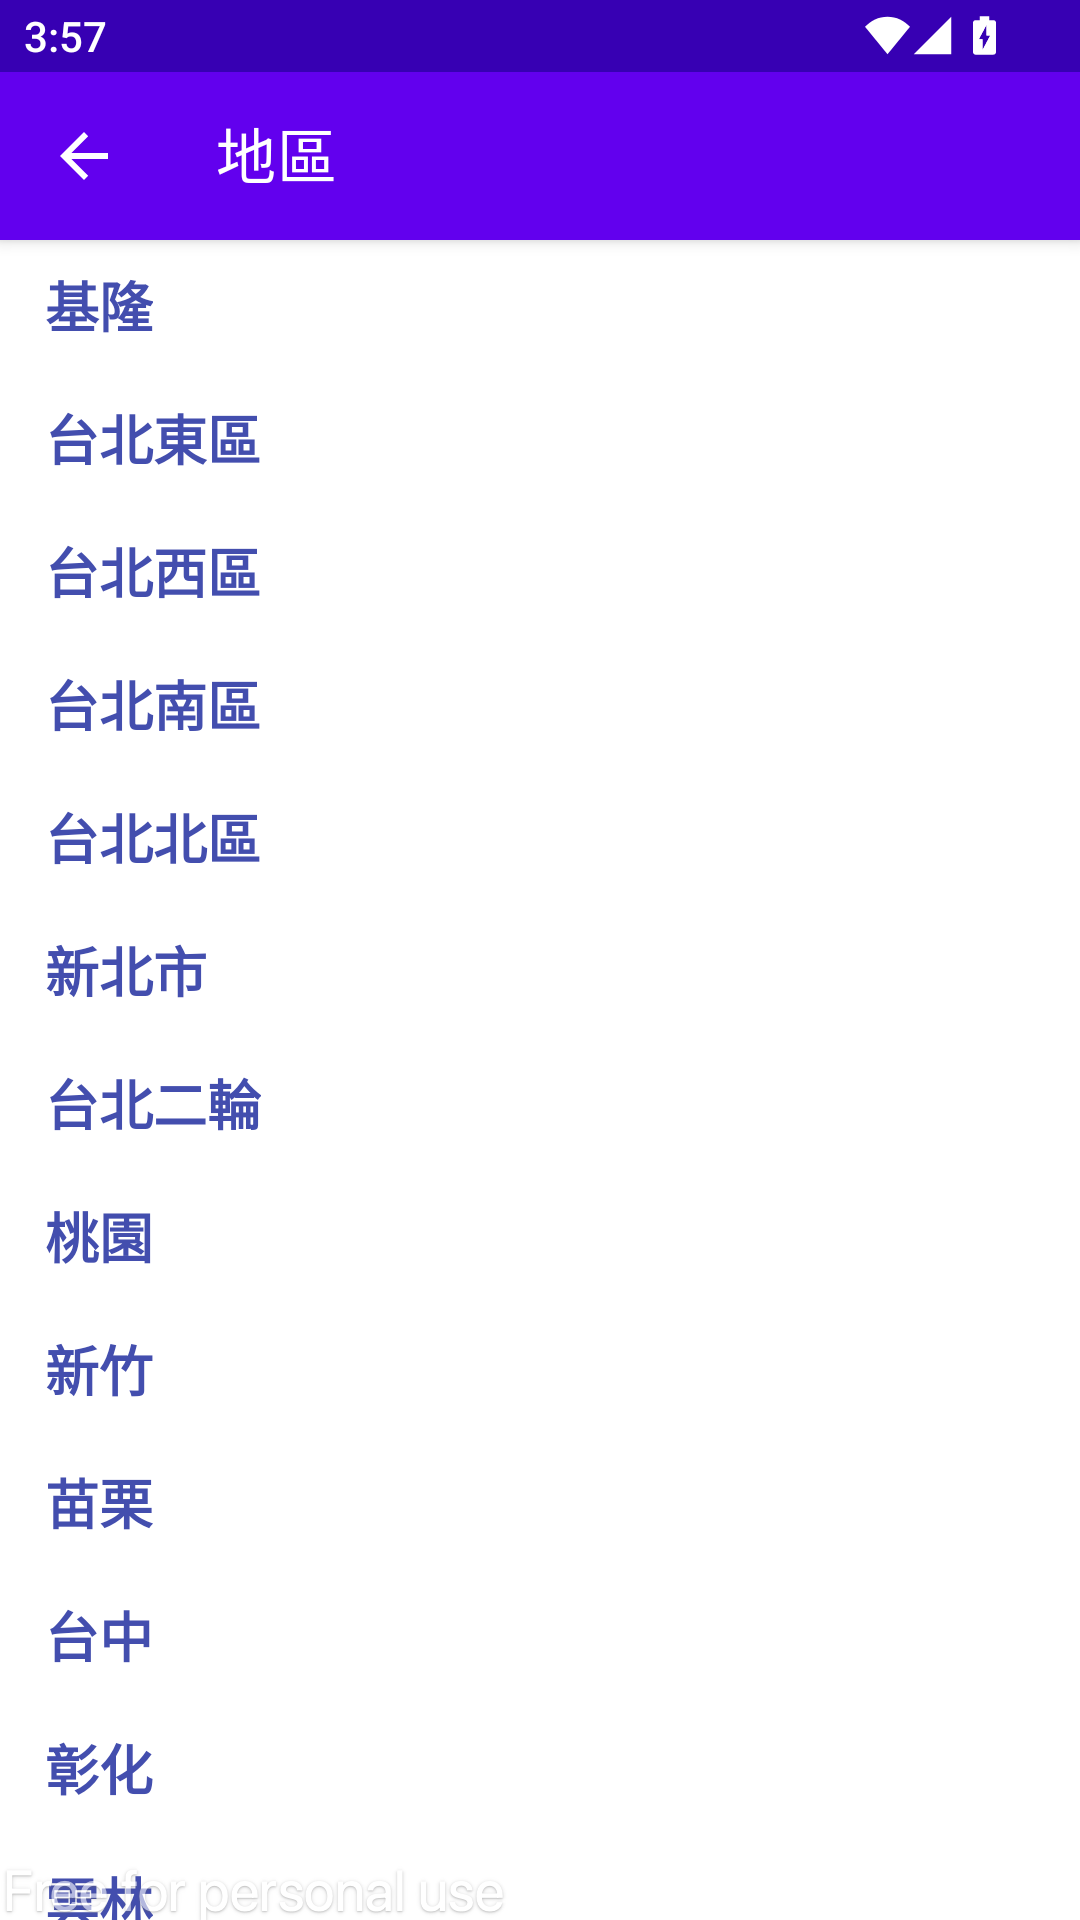 3:57
地區
基隆
台北東區
台北西區
台北南區
台北北區
新北市
台北二輪
桃園
新竹
苗栗
台中
彰化
雲林
Free for personal use